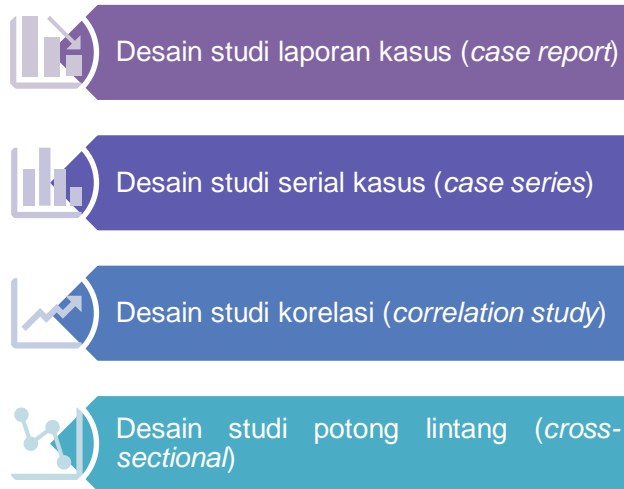 Desain studi laporan kasus (case report)
Desain studi serial kasus (case series)
Desain studi korelasi (correlation study)
Desain studi potong lintang (cross-
sectional)